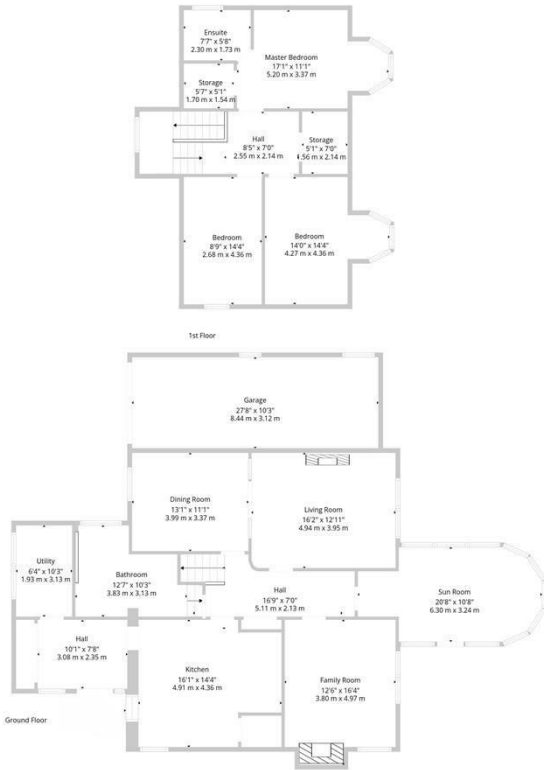 Ensuite
7'7" x 5'8"
2.30 m x 1.73 m
Master Bedroom
17'1" x 11'1"
5.20 m x 3.37 m
Storage
5'7" x 5'1"
1.70 m x 1.54 m
Hall
8'5" x 7'0"
2.55 m x 2.14 m
Storage
5'1" x 7'0"
.56 m x 2.14 m
Bedroom
8'9" x 14'4"
2.68 m x 4.36 m
Bedroom
14'0" x 14'4"
4.27 m x 4.36 m
1st Floor
Garage
27'8" x 10'3"
8.44 m x 3.12 m
Dining Room
13'1" x 11'1"
3.99 m x 3.37 m
Living Room
16'2" x 12'11"
4.94 m x 3.95 m
Utility
6'4" x 10'3"
1.93 m x 3.13 m
Bathroom
12'7" x 10'3"
3.83 m x 3.13 m
Hall
16'9" x 7'0"
5.11 m x 2.13 m
Sun Room
20'8" x 10'8"
6.30 m x 3.24 m
Hall
10'1" x 7'8"
3.08 m x 2.35 m
Kitchen
16'1" x 14'4"
4.91 m x 4.36 m
Family Room
12'6" x 16'4"
3.80 m x 4.97 m
Ground Floor